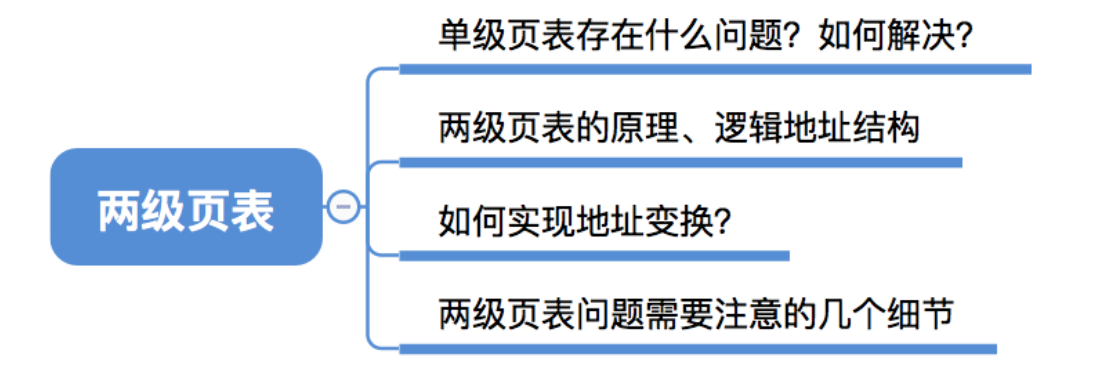 单级页表存在什么问题？如何解决？
两级页表的原理、逻辑地址结构
两级页表
如何实现地址变换？
两级页表问题需要注意的几个细节